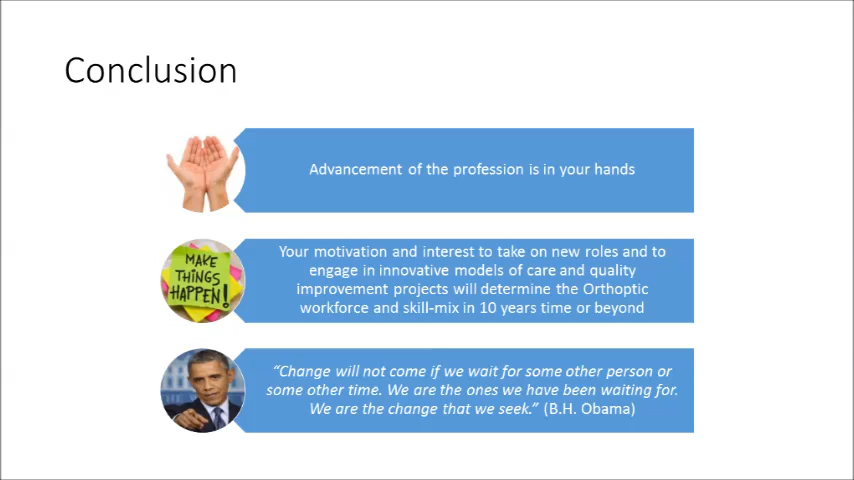 Conclusion
Advancement of the profession is in your hands
MAKE
THINGS
HAPPEN!
Your motivation and interest to take on new roles and to
engage in innovative models of care and quality
improvement projects will determine the Orthoptic
workforce and skill-mix in 10 years time or beyond
“Change will not come if we wait for some other person or
some other time. We are the ones we have been waiting for.
We are the change that we seek.” (B.H. Obama)